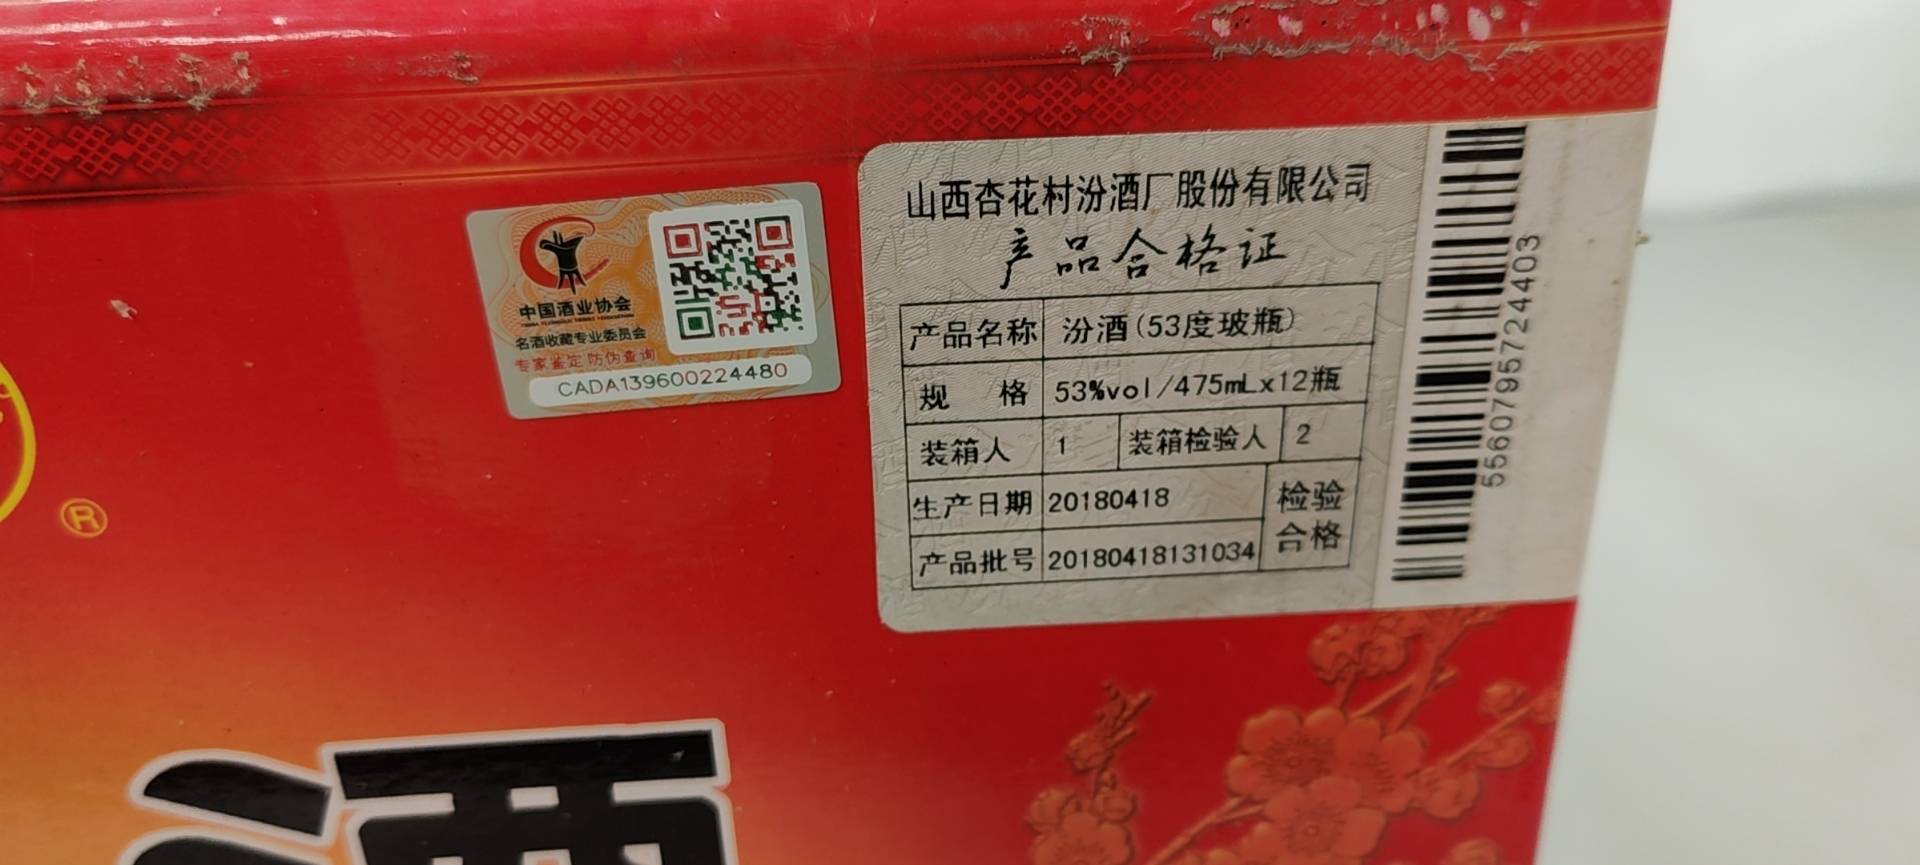 中国酒业协会
名酒收藏专业委员会
专家鉴定 防伪查询
CADA139600224480
®
山西杏花村汾酒厂股份有限公司
产品合格证
产品名称 汾酒(53度玻瓶)
规 格 53%vol/475mLx12瓶
装箱人 1 装箱检验人 2
生产日期 20180418 检验
合格
产品批号 20180418131034
5560795724403
酒